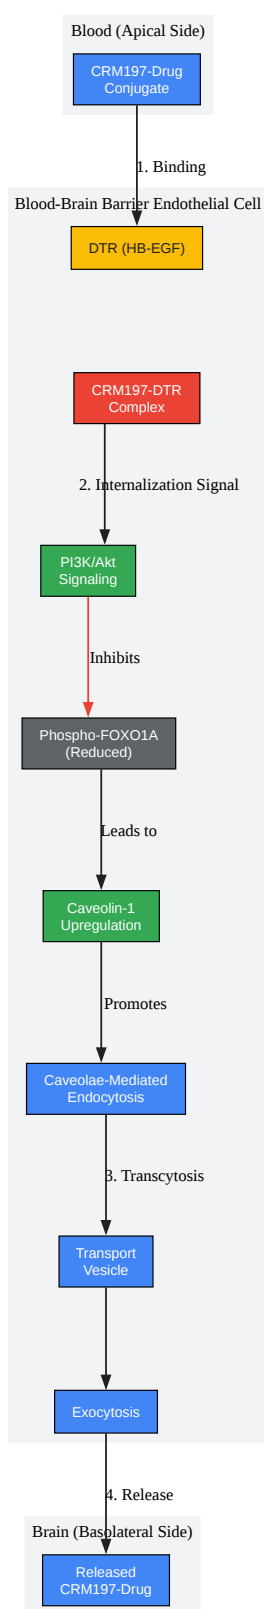 Blood (Apical Side)
CRM197-Drug
Conjugate
1. Binding
Blood-Brain Barrier Endothelial Cell
DTR (HB-EGF)
CRM197-DTR
Complex
2. Internalization Signal
PI3K/Akt
Signaling
Inhibits
Phospho-FOXO1A
(Reduced)
Leads to
Caveolin-1
Upregulation
Promotes
Caveolae-Mediated
Endocytosis
3. Transcytosis
Transport
Vesicle
Exocytosis
4. Release
Brain (Basolateral Side)
Released
CRM197-Drug